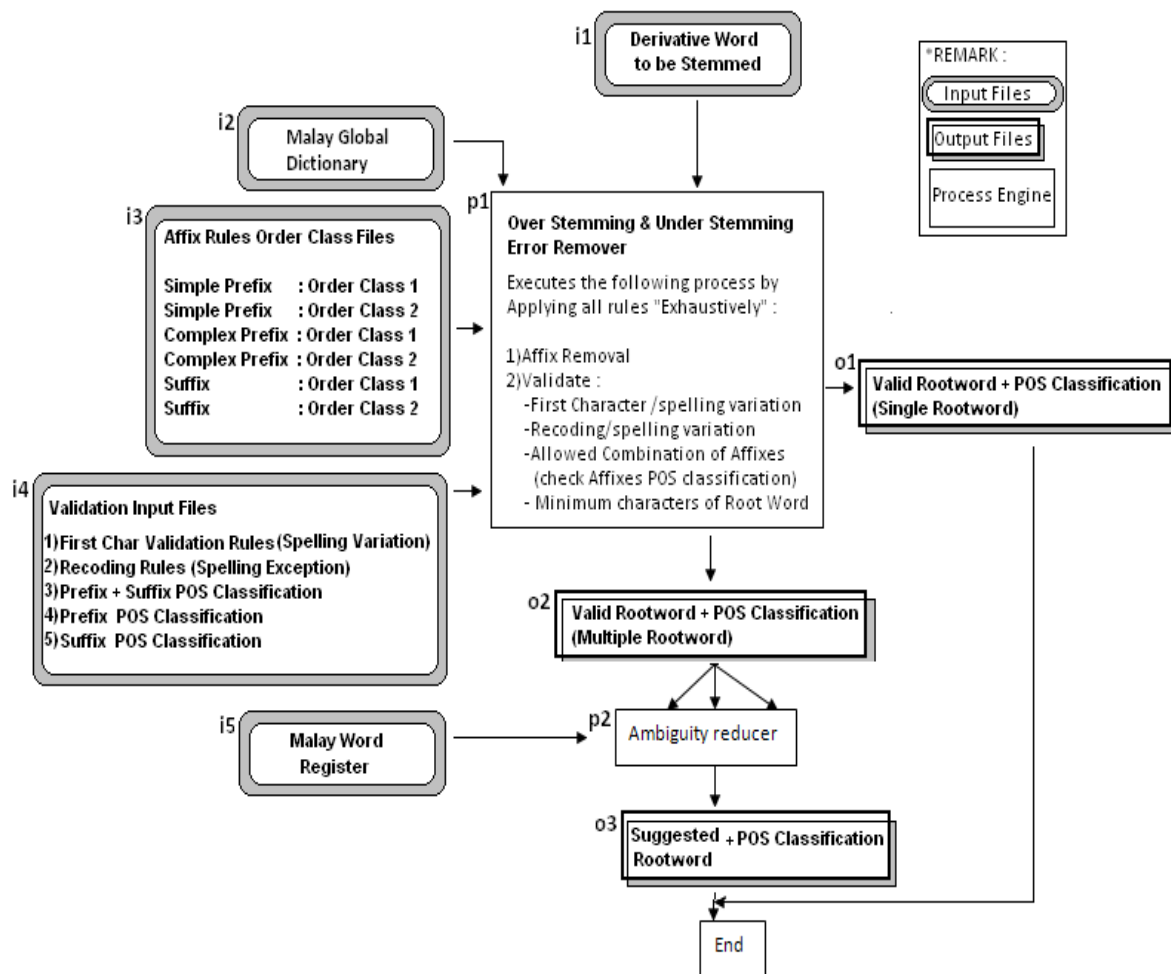 i1
Derivative Word
to be Stemmed
*REMARK :
Input Files
Output Files
Process Engine
i2
Malay Global
Dictionary
i3
Affix Rules Order Class Files
Simple Prefix : Order Class 1
Simple Prefix : Order Class 2
Complex Prefix : Order Class 1
Complex Prefix : Order Class 2
Suffix : Order Class 1
Suffix : Order Class 2
p1
Over Stemming & Under Stemming
Error Remover
Executes the following process by
Applying all rules "Exhaustively" :
1)Affix Removal
2)Validate :
-First Character /spelling variation
-Recoding/spelling variation
-Allowed Combination of Affixes
(check Affixes POS classification)
- Minimum characters of Root Word
o1
Valid Rootword + POS Classification
(Single Rootword)
i4
Validation Input Files
1)First Char Validation Rules (Spelling Variation)
2)Recoding Rules (Spelling Exception)
3)Prefix + Suffix POS Classification
4)Prefix POS Classification
5)Suffix POS Classification
o2
Valid Rootword + POS Classification
(Multiple Rootword)
i5
Malay Word
Register
p2
Ambiguity reducer
o3
Suggested + POS Classification
Rootword
End